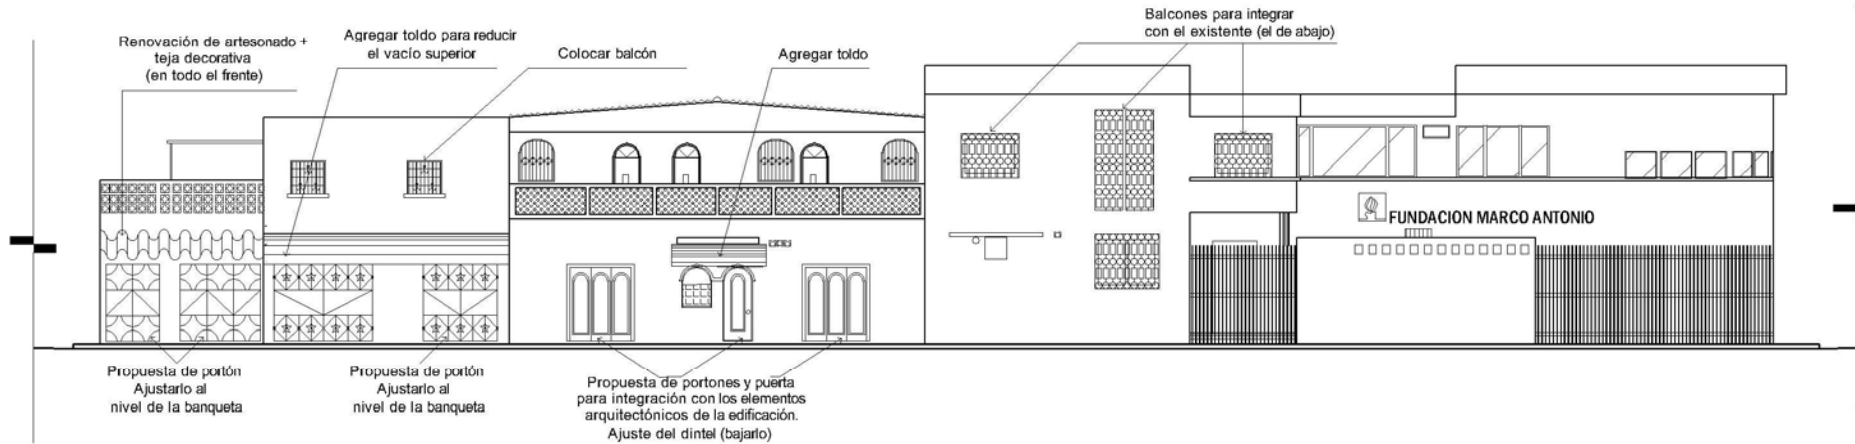 Renovación de artesonado +
teja decorativa
(en todo el frente)
Agregar toldo para reducir
el vacío superior
Colocar balcón
Agregar toldo
Balcones para integrar
con el existente (el de abajo)
FUNDACION MARCO ANTONIO
Propuesta de portón
Ajustarlo al
nivel de la banqueta
Propuesta de portón
Ajustarlo al
nivel de la banqueta
Propuesta de portones y puerta
para integración con los elementos
arquitectónicos de la edificación.
Ajuste del dintel (bajarlo)